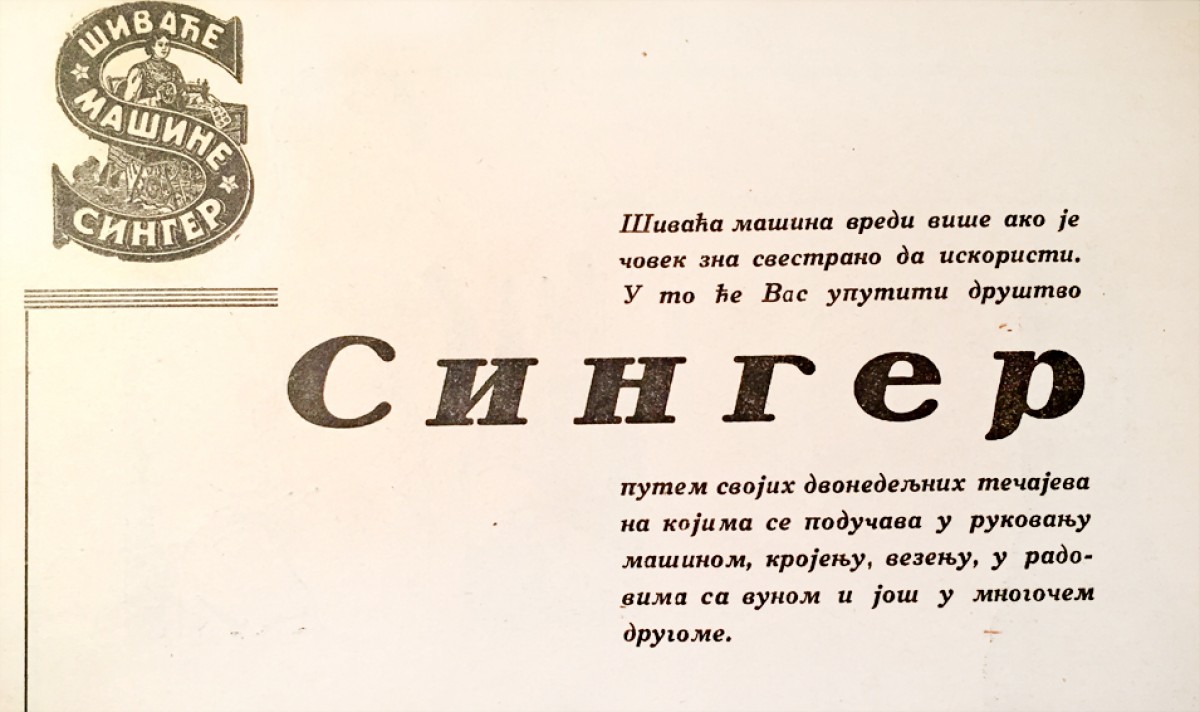 ШИВАЋЕ
МАШИНЕ
СИНГЕР
Шиваћа машина вреди више ако је
човек зна свестрано да искористи.
У то ће Вас упутити друштво
Сингер
путем својих двонедељних течајева
на којима се подучава у руковању
машином, кројењу, везењу, у радо-
вима са вуном и још у многочем
другоме.